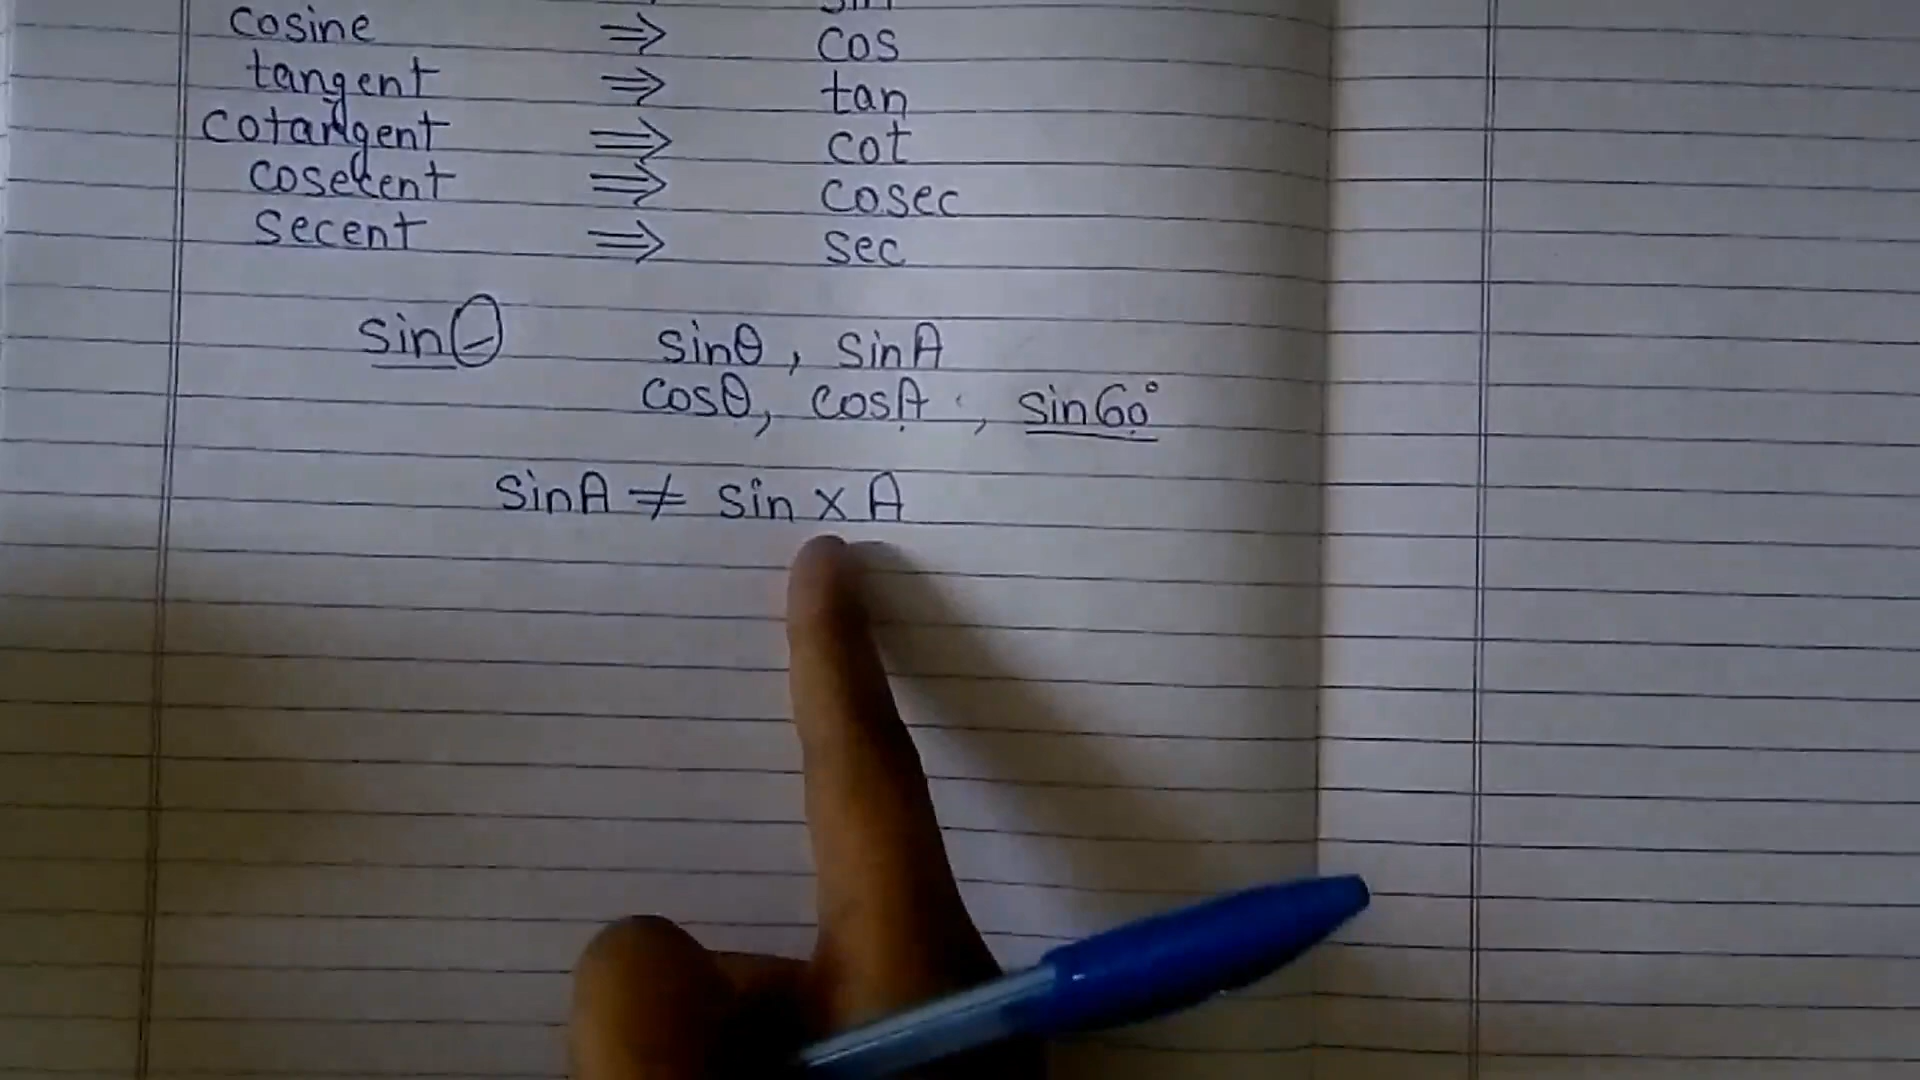 cosine ⇒ cos
tangent ⇒ tan
cotangent ⇒ cot
cosecent ⇒ cosec
secent ⇒ sec
sinθ sinθ, sinA
cosθ, cosA, sin60°
sinA ≠ sin × A